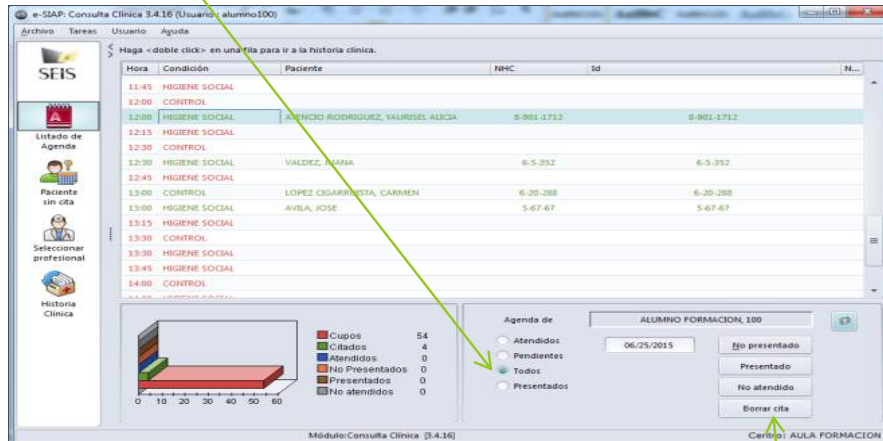 e-SIAP: Consulta Clínica 3.4.16 (Usuario : alumno100)
Archivo Tareas Usuario Ayuda
Haga <doble click> en una fila para ir a la historia clínica.
SEIS
Listado de Agenda
Paciente sin cita
Seleccionar profesional
Historia Clínica
Hora Condición Paciente NHC Id N...
11:45 HIGIENE SOCIAL
12:00 CONTROL
12:00 HIGIENE SOCIAL ATENCIO RODRIGUEZ, YAURISEL ALICIA 8-901-1712 8-901-1712
12:15 HIGIENE SOCIAL
12:30 CONTROL
12:30 HIGIENE SOCIAL VALDEZ, JUANA 6-5-352 6-5-352
12:45 HIGIENE SOCIAL
13:00 CONTROL LOPEZ CARMEN 6-20-288 6-20-288
13:00 HIGIENE SOCIAL AVILA, JOSE 5-67-67 5-67-67
13:15 HIGIENE SOCIAL
13:30 CONTROL
13:30 HIGIENE SOCIAL
13:45 HIGIENE SOCIAL
14:00 CONTROL
Cupos 54
Citados 4
Atendidos 0
No Presentados 0
Presentados 0
No atendidos 0
0 10 20 30 40 50 60
Agenda de ALUMNO FORMACION, 100
Atendidos
Pendientes
Todos
Presentados
06/25/2015
No presentado
Presentado
No atendido
Borrar cita
Módulo:Consulta Clínica [3.4.16] Centro: AULA FORMACION